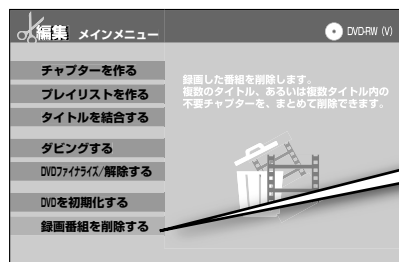 編集 メインメニュー
DVD-RW (V)
チャプターを作る
プレイリストを作る
タイトルを結合する
ダビングする
DVDファイナライズ/解除する
DVDを初期化する
録画番組を削除する
録画した番組を削除します。
複数のタイトル、あるいは複数タイトル内の
不要チャプターを、まとめて削除できます。